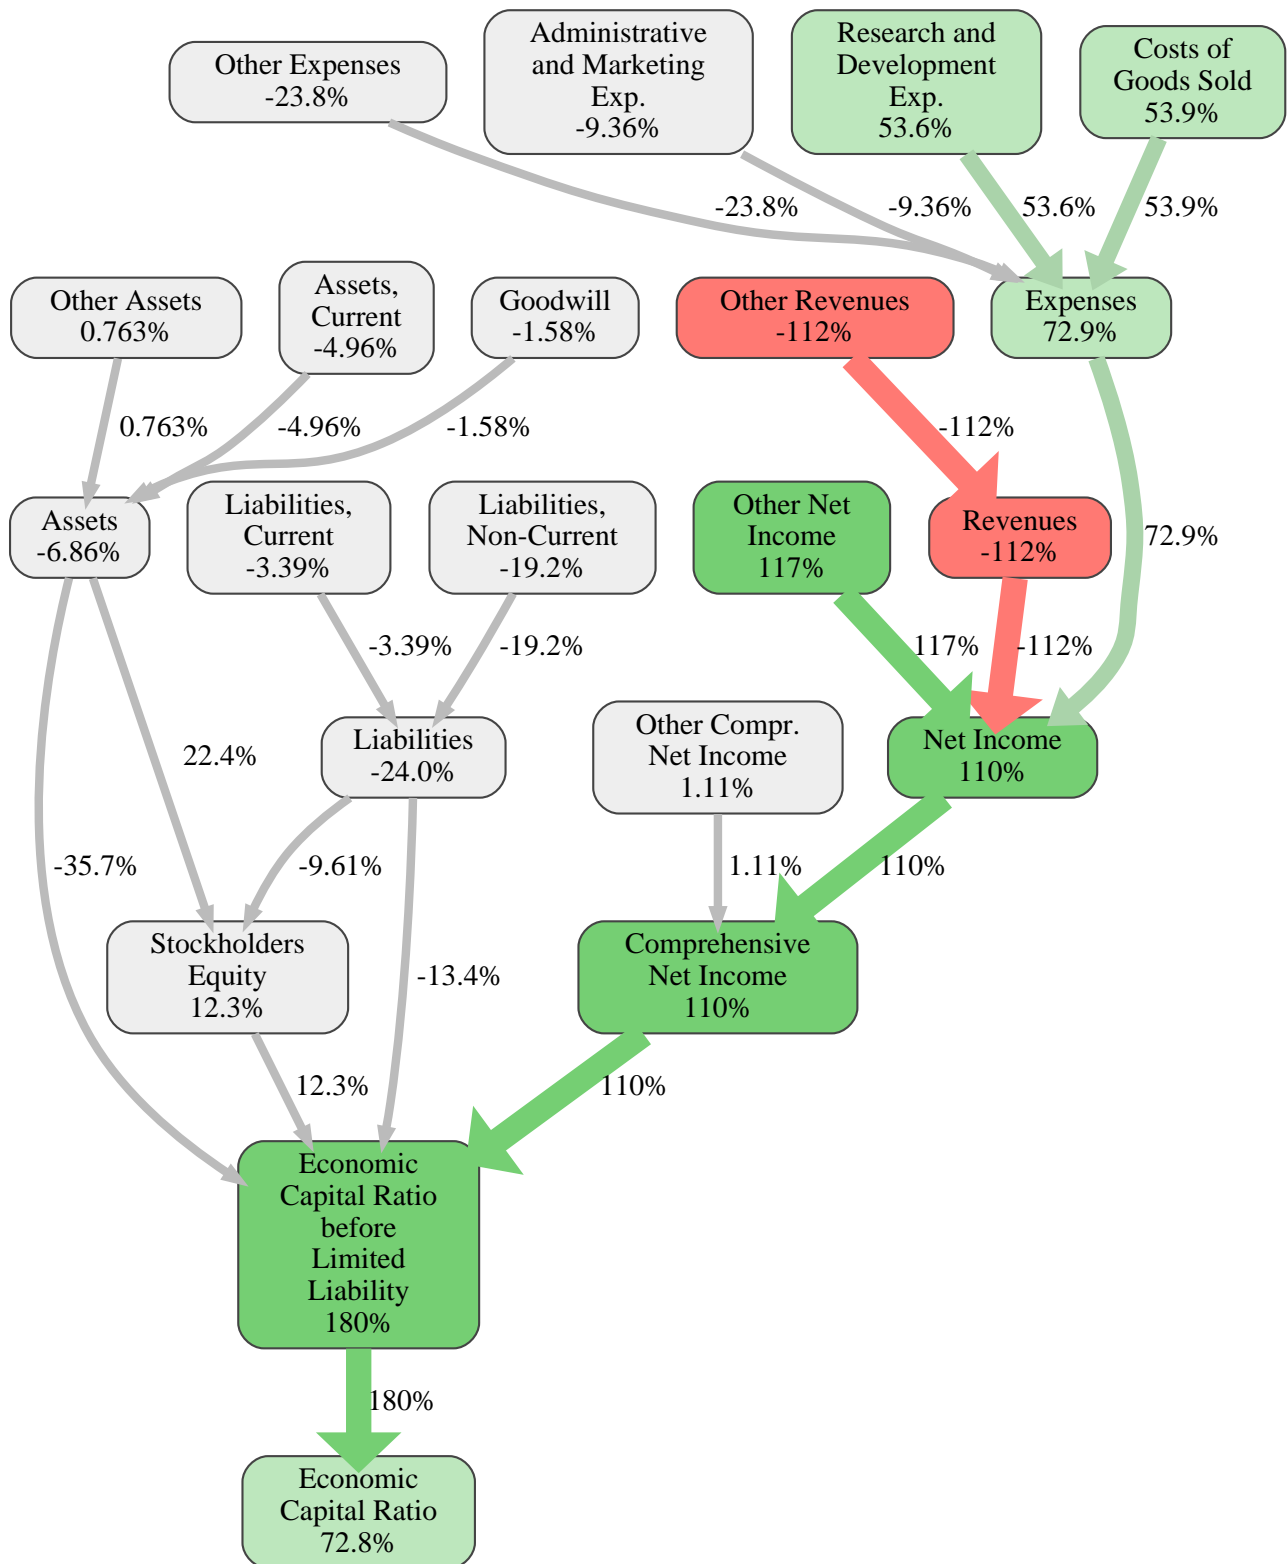 Other Expenses
-23.8%
Administrative
and Marketing
Exp.
-9.36%
Research and
Development
Exp.
53.6%
Costs of
Goods Sold
53.9%
-23.8%
-9.36%
53.6%
53.9%
Other Assets
0.763%
Assets,
Current
-4.96%
Goodwill
-1.58%
Other Revenues
-112%
Expenses
72.9%
0.763%
-4.96%
-1.58%
-112%
Assets
-6.86%
Liabilities,
Current
-3.39%
Liabilities,
Non-Current
-19.2%
Other Net
Income
117%
Revenues
-112%
72.9%
-3.39%
-19.2%
117%
-112%
22.4%
Liabilities
-24.0%
Other Compr.
Net Income
1.11%
Net Income
110%
-35.7%
-9.61%
1.11%
110%
Stockholders
Equity
12.3%
-13.4%
Comprehensive
Net Income
110%
12.3%
110%
Economic
Capital Ratio
before
Limited
Liability
180%
180%
Economic
Capital Ratio
72.8%